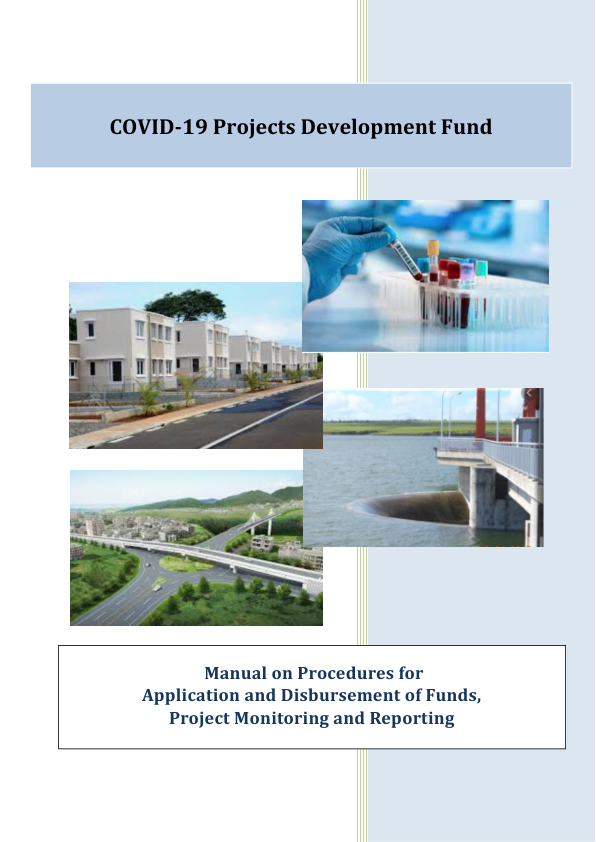 COVID-19 Projects Development Fund
Manual on Procedures for
Application and Disbursement of Funds,
Project Monitoring and Reporting